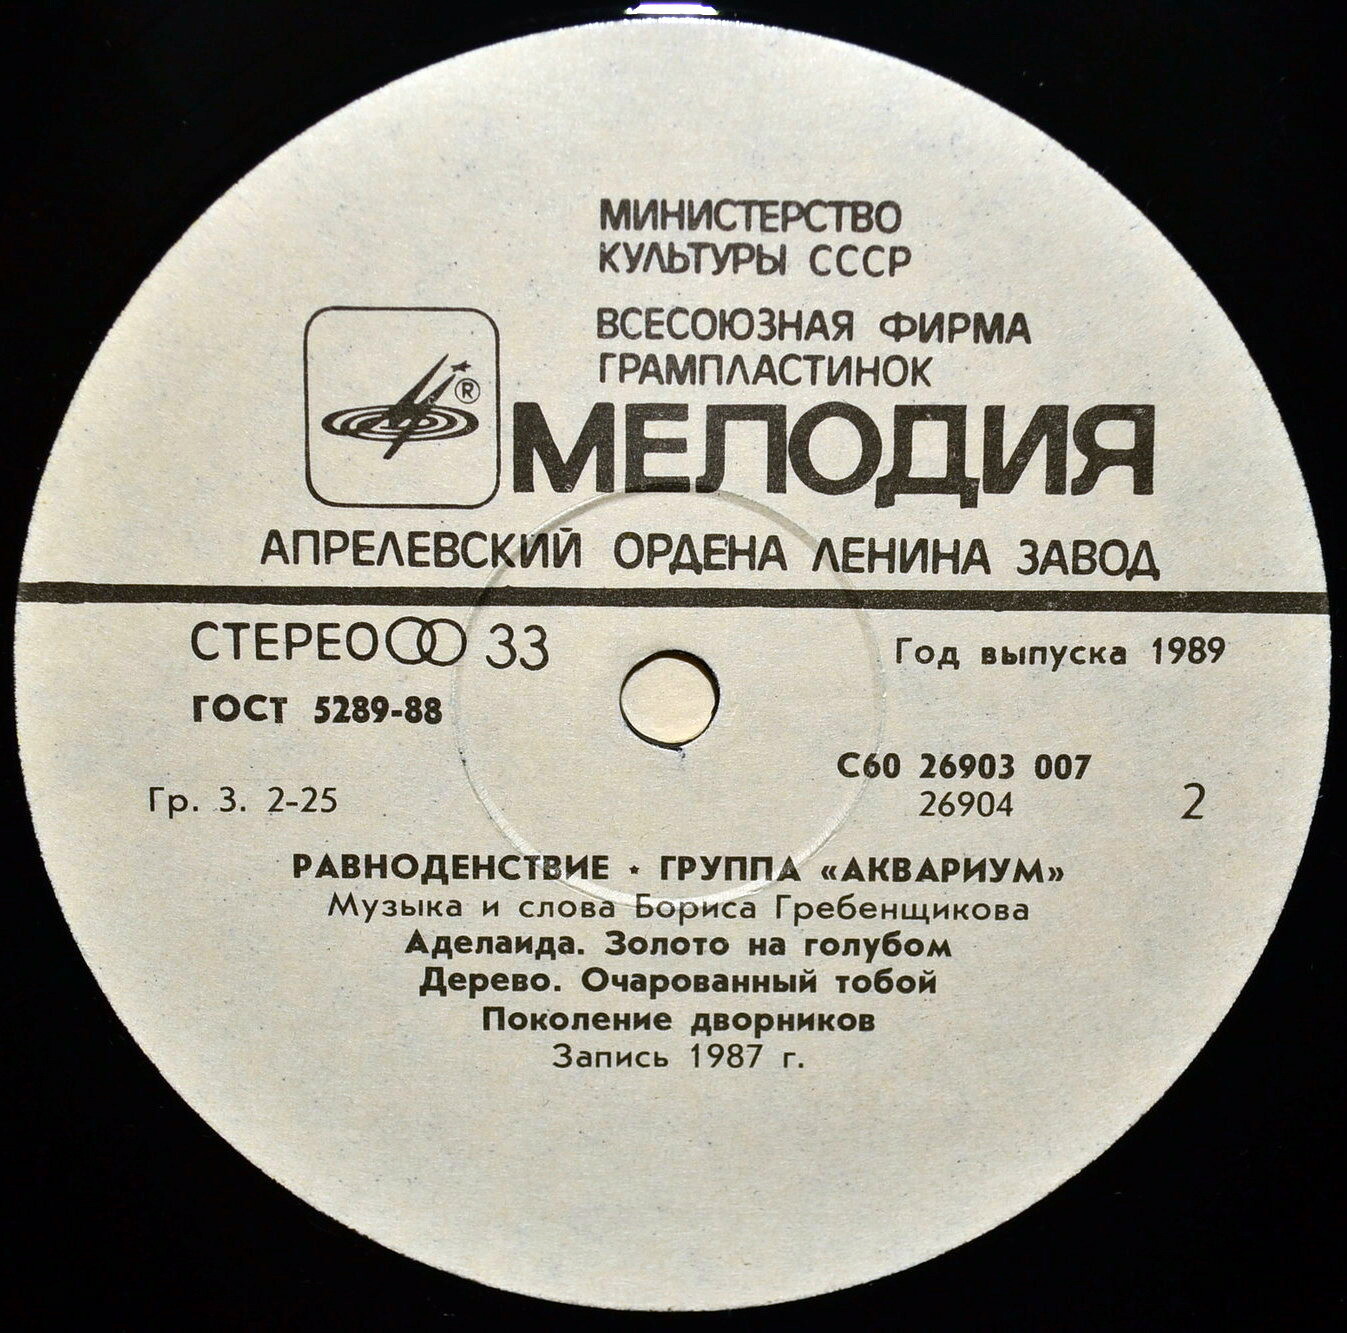 МИНИСТЕРСТВО
КУЛЬТУРЫ СССР
ВСЕСОЮЗНАЯ ФИРМА
ГРАМПЛАСТИНОК
®
МЕЛОДИЯ
АПРЕЛЕВСКИЙ ОРДЕНА ЛЕНИНА ЗАВОД
СТЕРЕО 33
Год выпуска 1989
ГОСТ 5289-88
С60 26903 007
Гр. 3. 2-25
26904
2
РАВНОДЕНСТВИЕ • ГРУППА «АКВАРИУМ»
Музыка и слова Бориса Гребенщикова
Аделаида. Золото на голубом
Дерево. Очарованный тобой
Поколение дворников
Запись 1987 г.